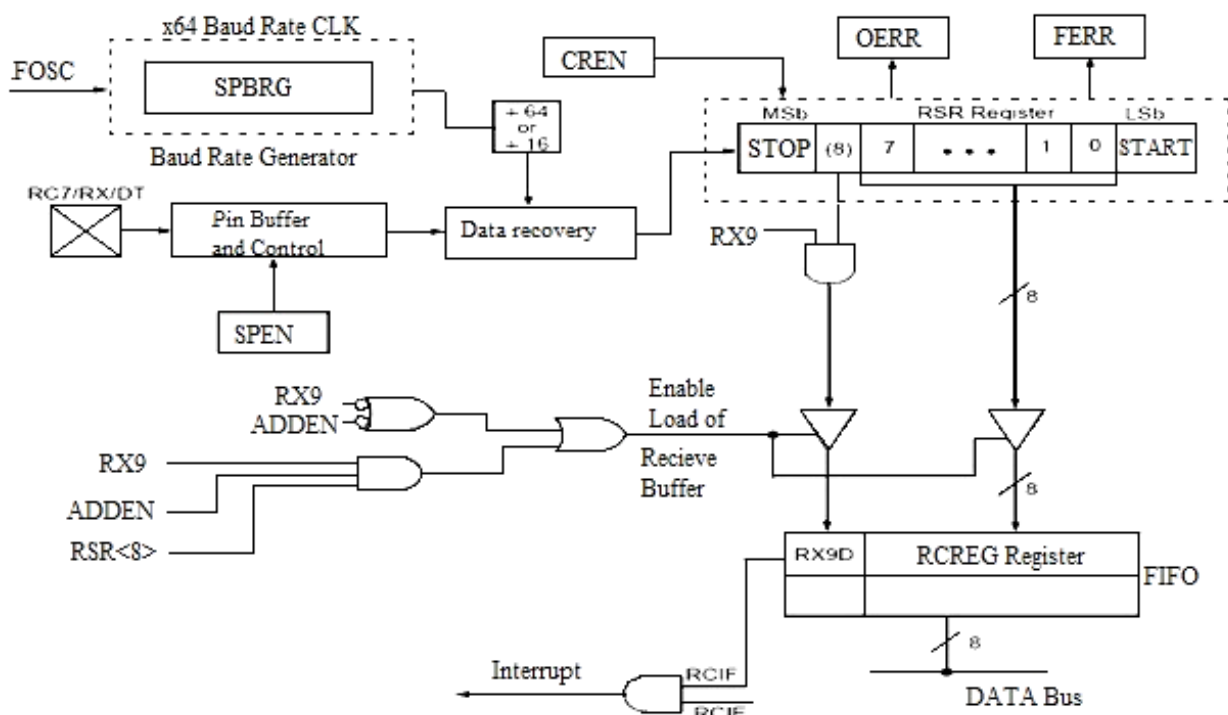 x64 Baud Rate CLK
FOSC
SPBRG
Baud Rate Generator
+ 64
or
+ 16
CREN
OERR
FERR
MSb
RSR Register
LSb
STOP
(8)
7
• • •
1
0
START
RC7/RX/DT
Pin Buffer
and Control
Data recovery
SPEN
RX9
8
RX9
ADDEN
Enable
Load of
Recieve
Buffer
RX9
ADDEN
RSR<8>
8
RX9D
RCREG Register
FIFO
8
Interrupt
RCIF
RCIE
DATA Bus